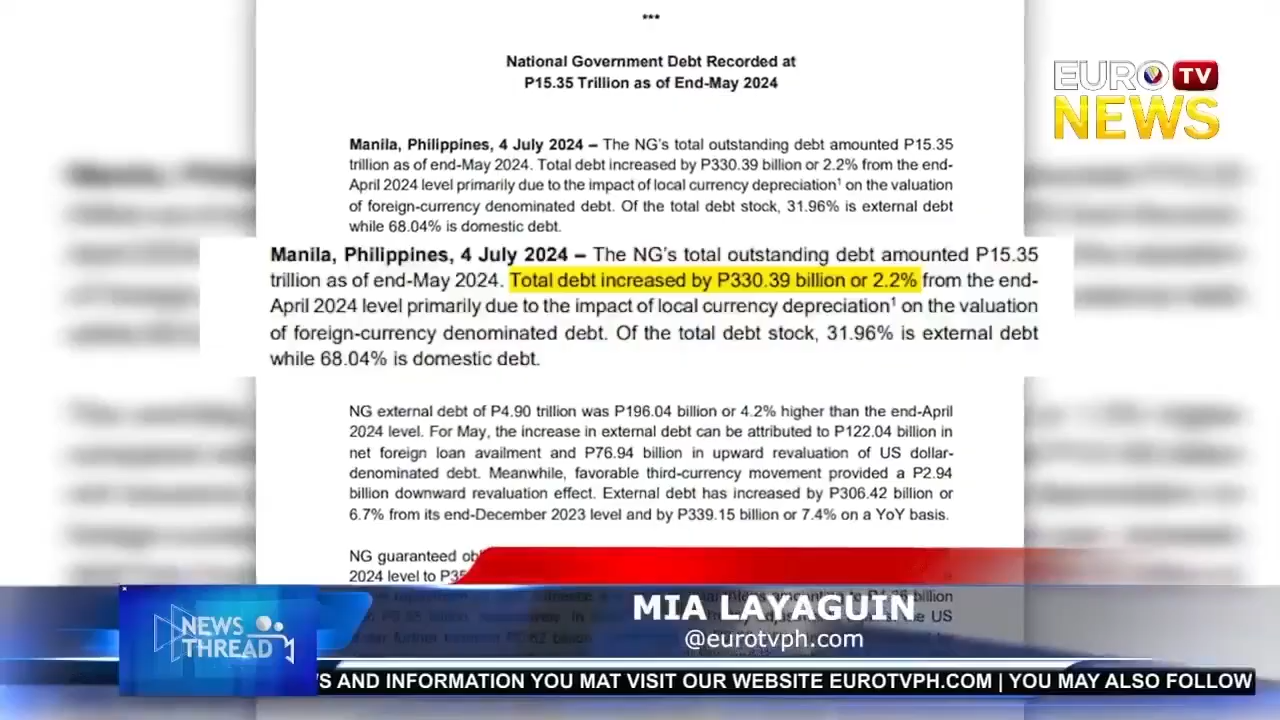 ***
National Government Debt Recorded at
P15.35 Trillion as of End-May 2024
EURO TV
NEWS
Manila, Philippines, 4 July 2024 – The NG's total outstanding debt amounted P15.35
trillion as of end-May 2024. Total debt increased by P330.39 billion or 2.2% from the end-
April 2024 level primarily due to the impact of local currency depreciation¹ on the valuation
of foreign-currency denominated debt. Of the total debt stock, 31.96% is external debt
while 68.04% is domestic debt.
Manila, Philippines, 4 July 2024 – The NG's total outstanding debt amounted P15.35
trillion as of end-May 2024. Total debt increased by P330.39 billion or 2.2% from the end-
April 2024 level primarily due to the impact of local currency depreciation¹ on the valuation
of foreign-currency denominated debt. Of the total debt stock, 31.96% is external debt
while 68.04% is domestic debt.
NG external debt of P4.90 trillion was P196.04 billion or 4.2% higher than the end-April
2024 level. For May, the increase in external debt can be attributed to P122.04 billion in
net foreign loan availment and P76.94 billion in upward revaluation of US dollar-
denominated debt. Meanwhile, favorable third-currency movement provided a P2.94
billion downward revaluation effect. External debt has increased by P306.42 billion or
6.7% from its end-December 2023 level and by P339.15 billion or 7.4% on a YoY basis.
NG guaranteed
2024 level to
MIA LAYAGUIN
@eurotvph.com
NEWS
THREAD
S AND INFORMATION YOU MAT VISIT OUR WEBSITE EUROTVPH.COM | YOU MAY ALSO FOLLOW